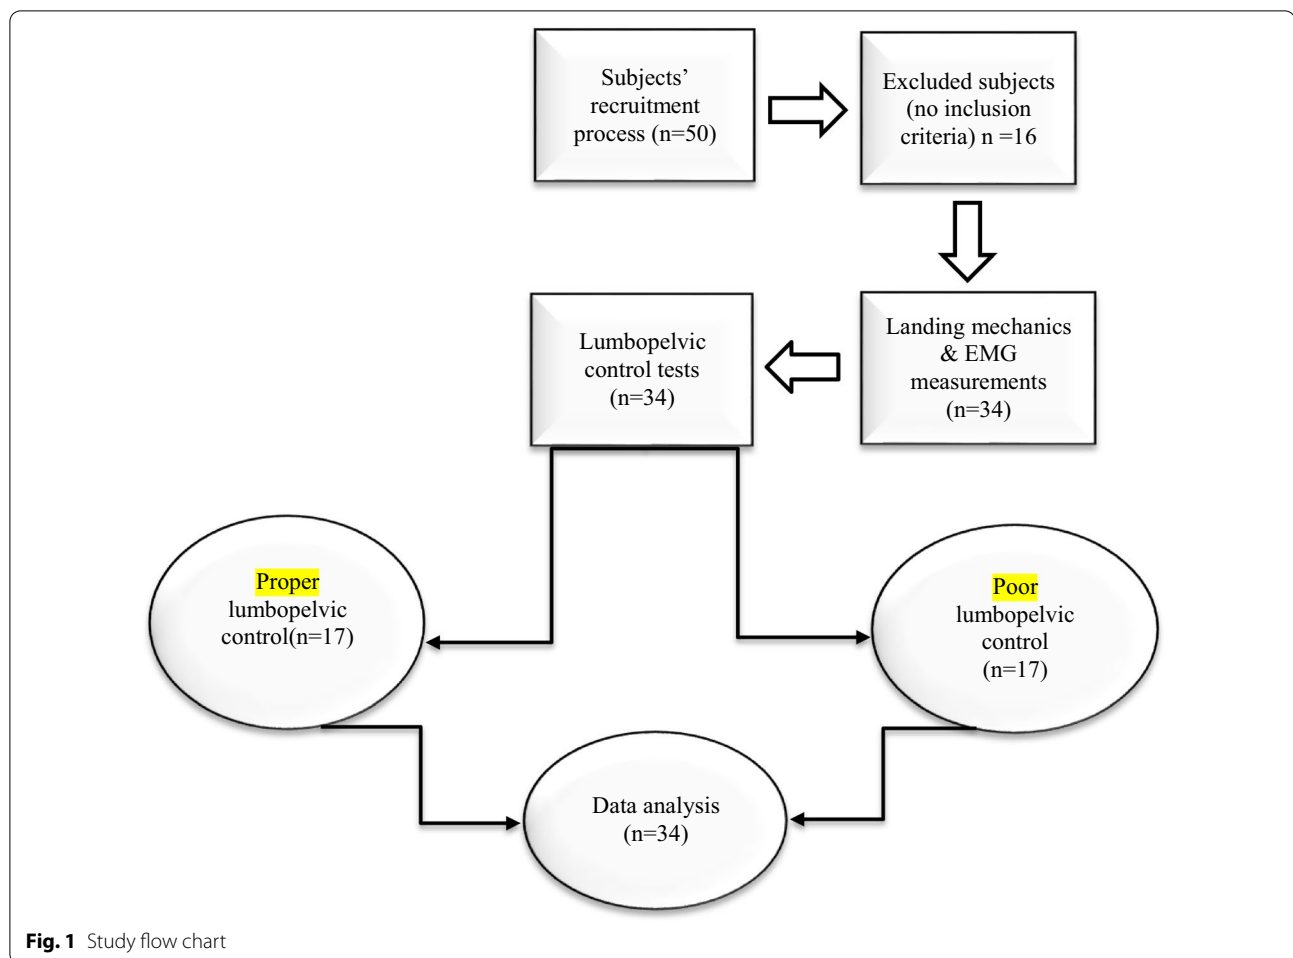 Subjects’
recruitment
process (n=50)
Excluded subjects
(no inclusion
criteria) n =16
Landing mechanics
& EMG
measurements
(n=34)
Lumbopelvic
control tests
(n=34)
Proper
lumbopelvic
control(n=17)
Poor
lumbopelvic
control
(n=17)
Data analysis
(n=34)
Fig. 1 Study flow chart